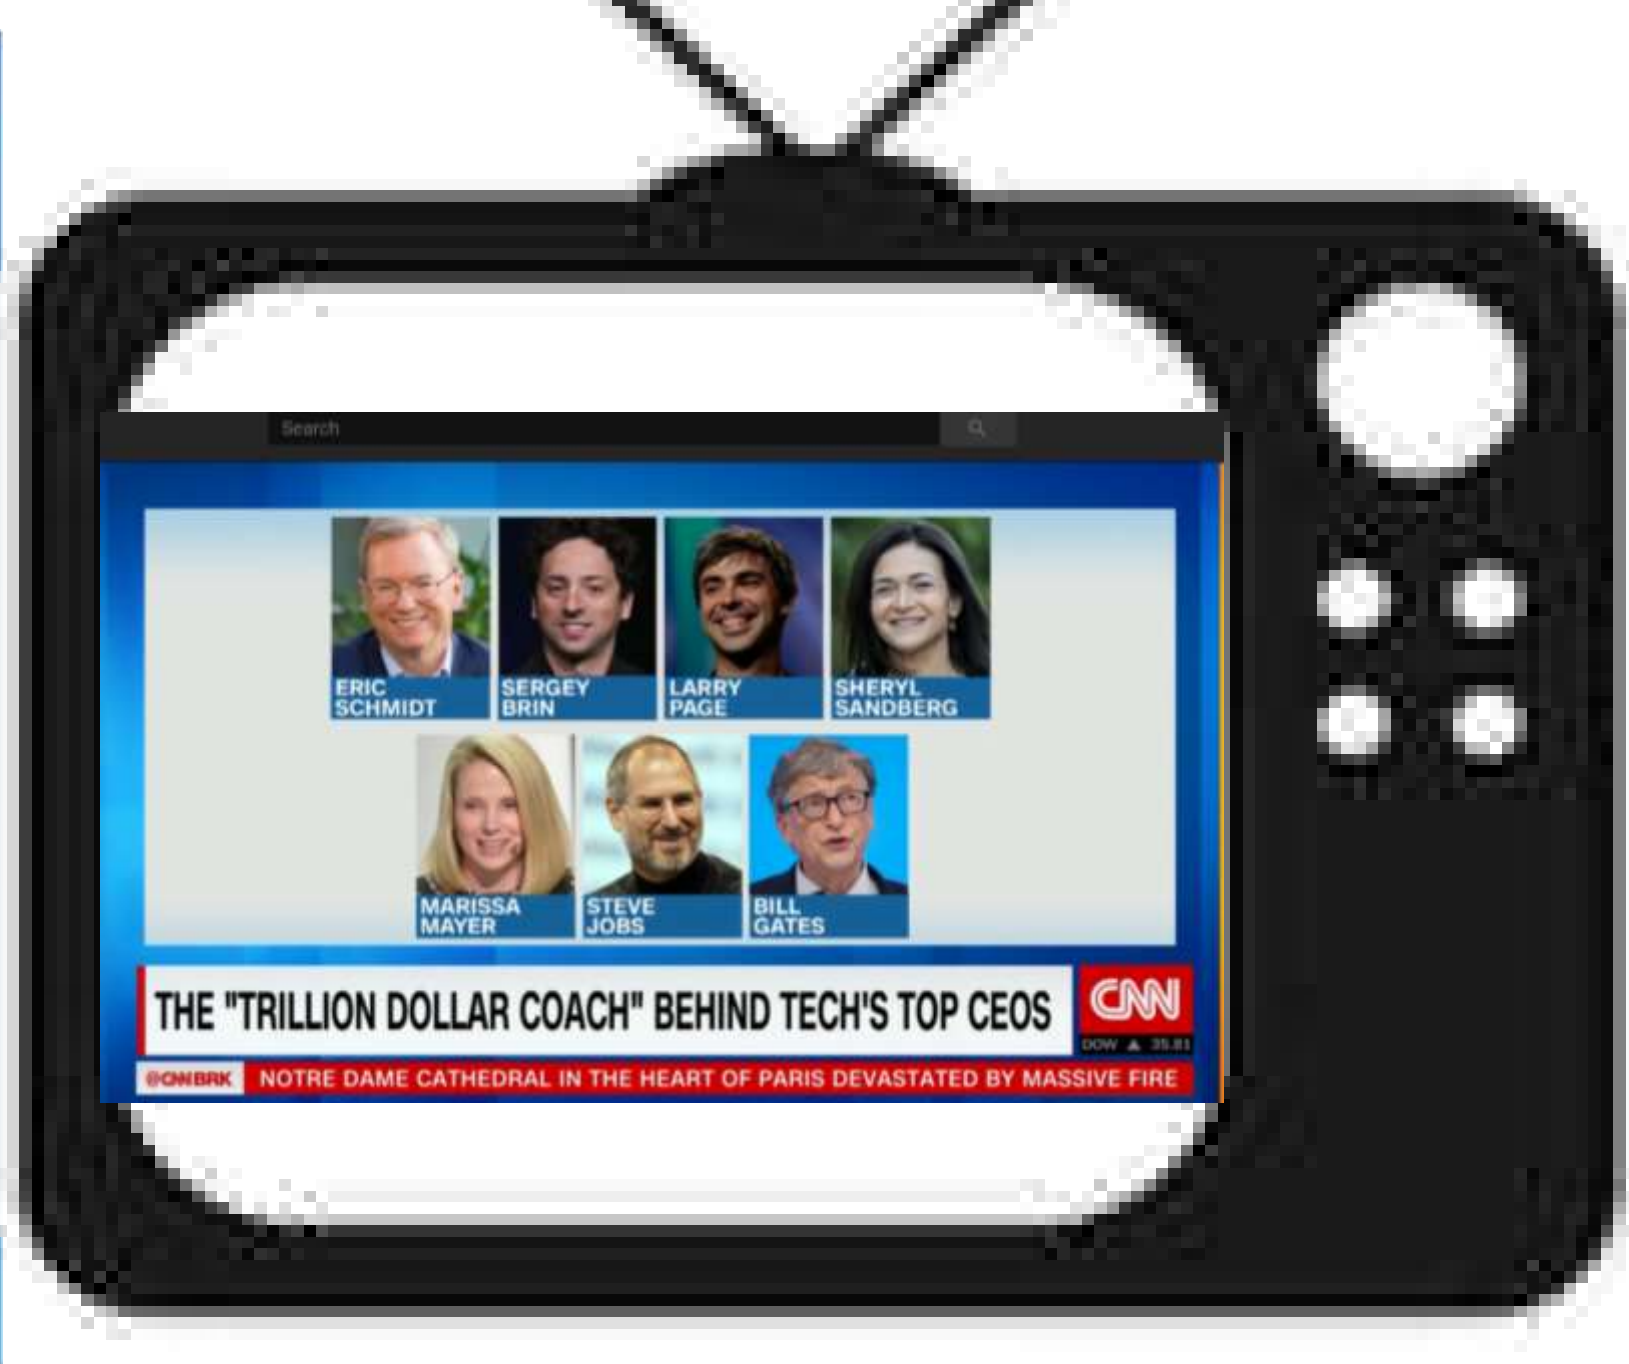 Search
ERIC
SCHMIDT
SERGEY
BRIN
LARRY
PAGE
SHERYL
SANDBERG
MARISSA
MAYER
STEVE
JOBS
BILL
GATES
THE "TRILLION DOLLAR COACH" BEHIND TECH'S TOP CEOS
CNN
DOW ▲ 35.81
@CNNBRK NOTRE DAME CATHEDRAL IN THE HEART OF PARIS DEVASTATED BY MASSIVE FIRE